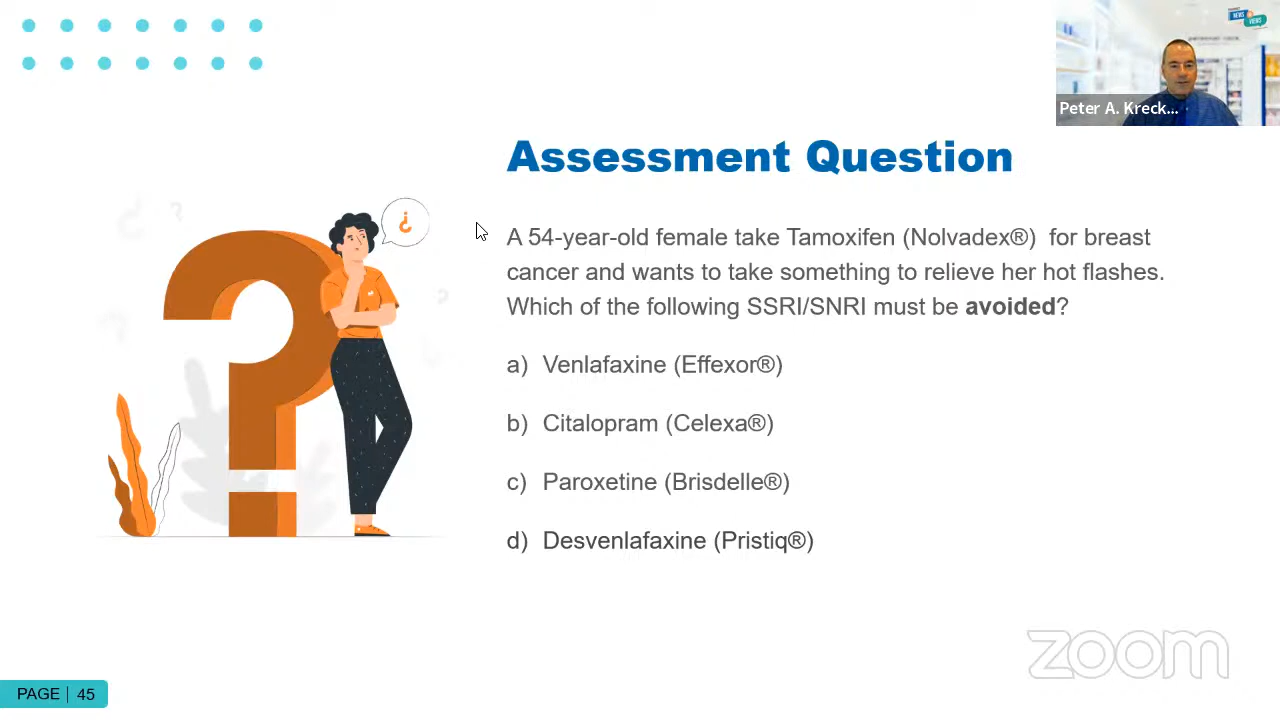 NEWS
VIEWS
Peter A. Kreck...
Assessment Question
¿
A 54-year-old female take Tamoxifen (Nolvadex®) for breast
cancer and wants to take something to relieve her hot flashes.
Which of the following SSRI/SNRI must be avoided?
a) Venlafaxine (Effexor®)
b) Citalopram (Celexa®)
c) Paroxetine (Brisdelle®)
d) Desvenlafaxine (Pristiq®)
zoom
PAGE | 45